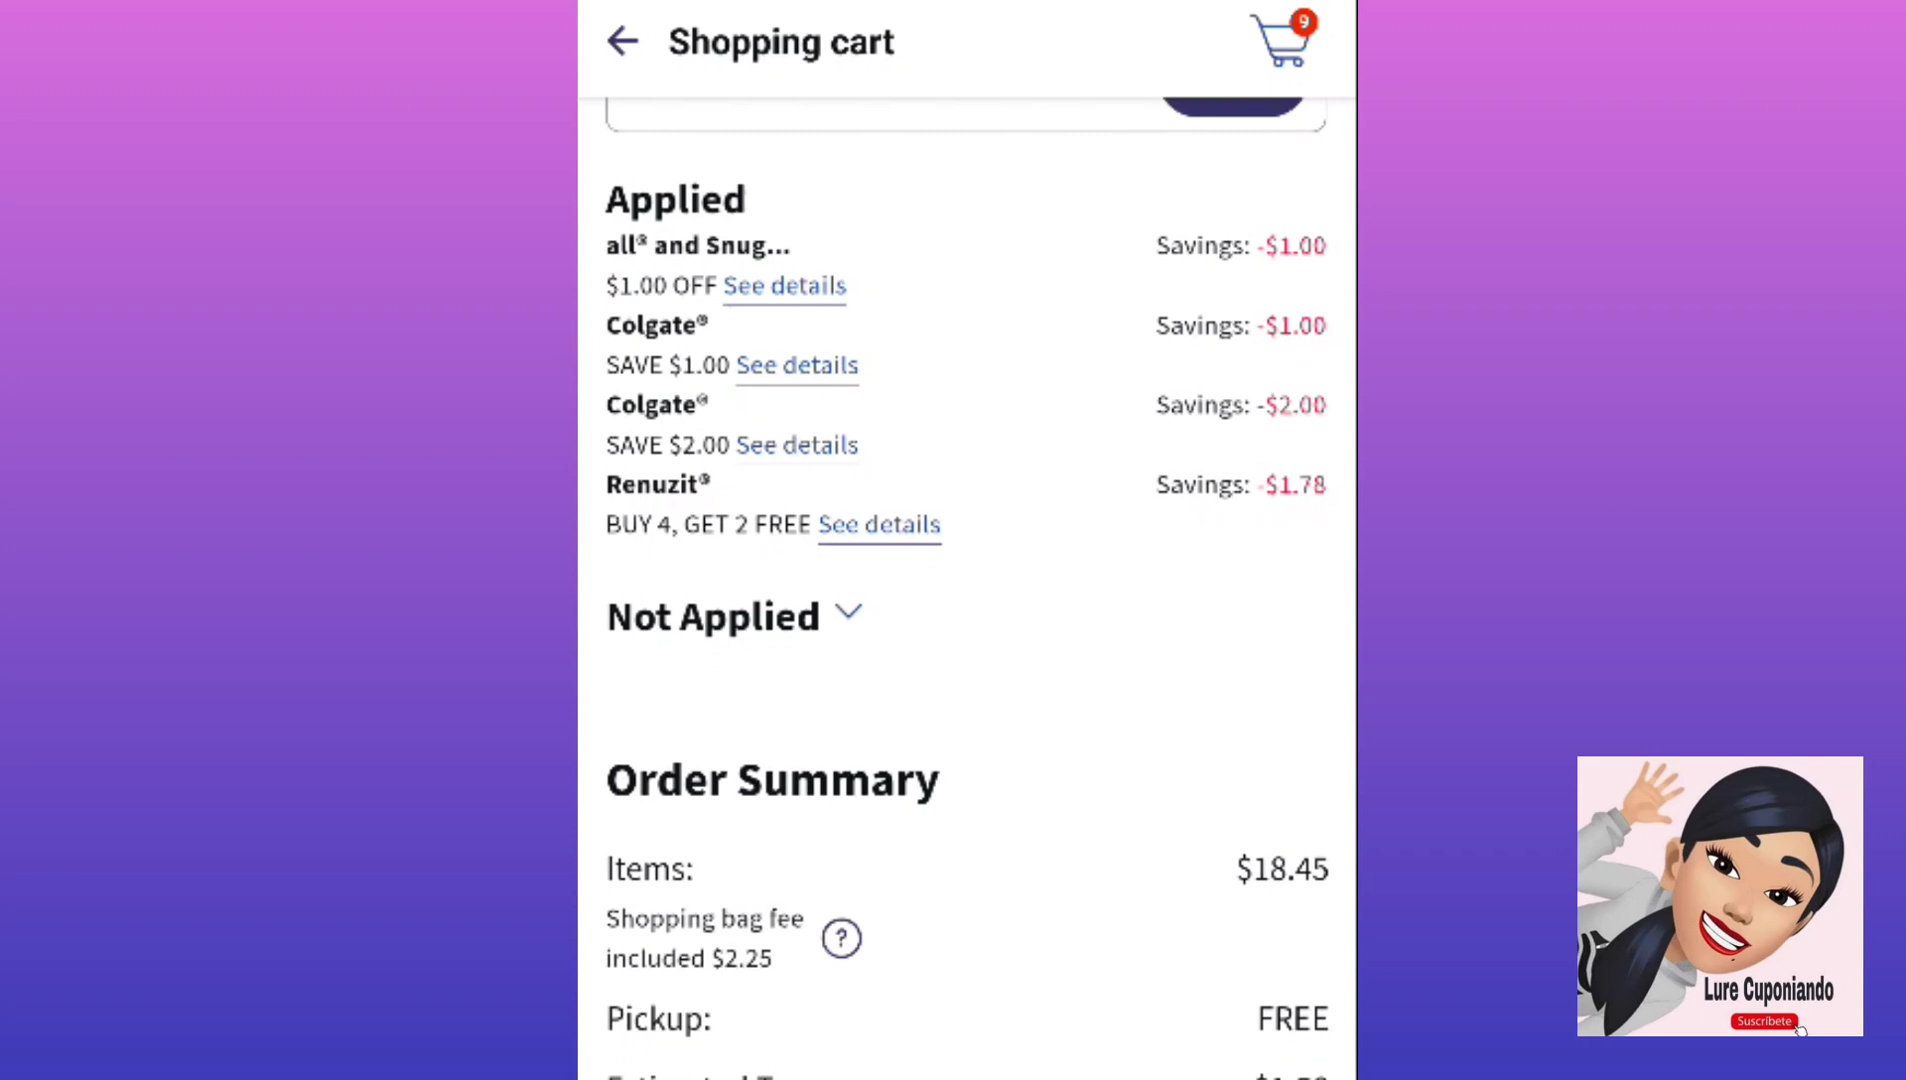 Shopping cart
9
Applied
all® and Snug...
Savings: -$1.00
$1.00 OFF See details
Colgate®
Savings: -$1.00
SAVE $1.00 See details
Colgate®
Savings: -$2.00
SAVE $2.00 See details
Renuzit®
Savings: -$1.78
BUY 4, GET 2 FREE See details
Not Applied
Order Summary
Items:
$18.45
Shopping bag fee
included $2.25
?
Pickup:
FREE
Lure Cuponiando
Suscríbete